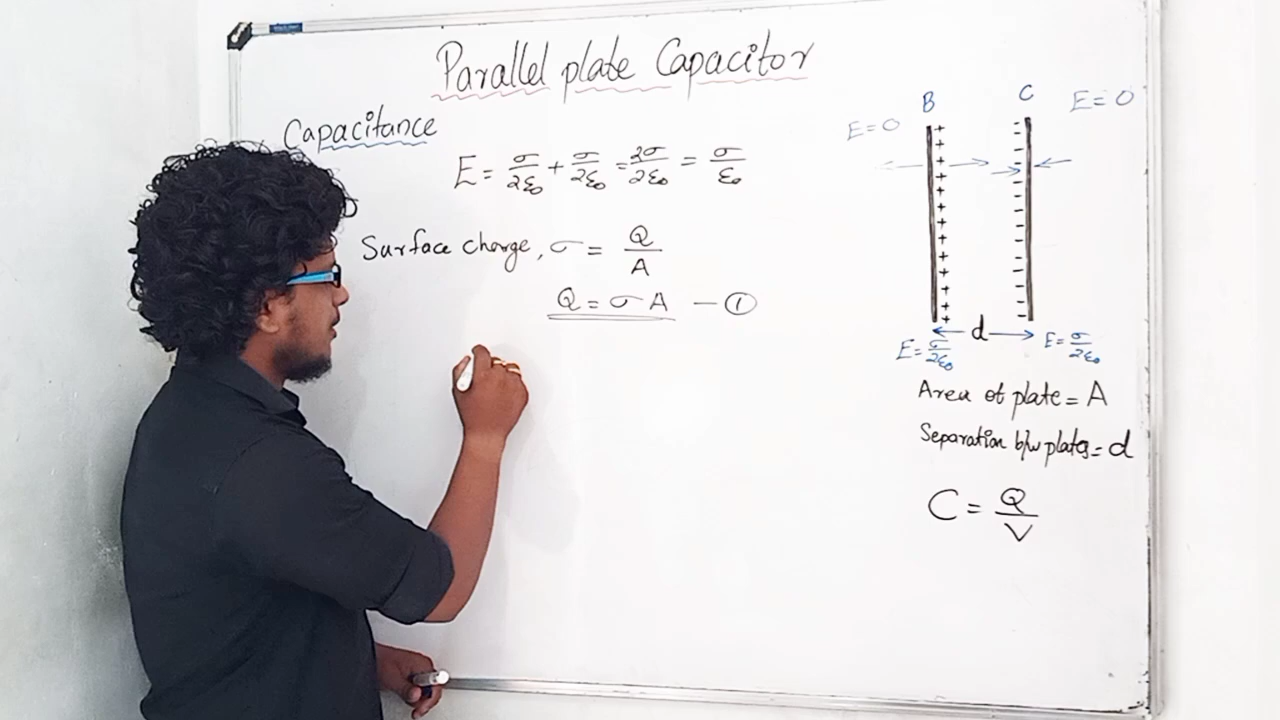 Parallel plate Capacitor
Capacitance
E = σ/2ε₀ + σ/2ε₀ = 2σ/2ε₀ = σ/ε₀
Surface charge, σ = Q/A
Q = σ A — ①
B C
E = 0 E = 0
+ −
d
E = σ/2ε₀ E = σ/2ε₀
Area of plate = A
Separation b/w plates = d
C = Q/V